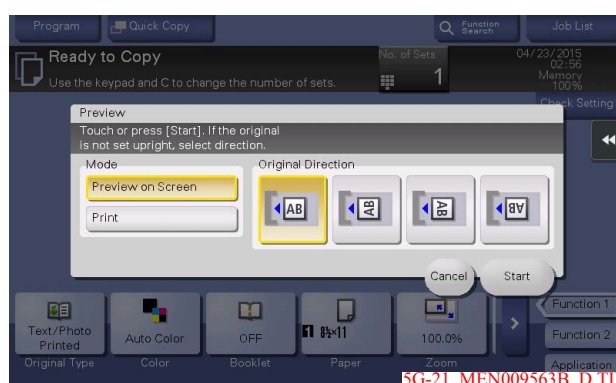 Program
Quick Copy
Function
Search
Job List
Ready to Copy
Use the keypad and C to change the number of sets.
No. of Sets
1
04/23/2015
02:56
Memory
100%
Check Setting
Preview
Touch or press [Start]. If the original
is not set upright, select direction.
Mode
Preview on Screen
Print
Original Direction
AB
AB
AB
AB
Cancel
Start
Text/Photo
Printed
Auto Color
OFF
1 8½×11
100.0%
Function 1
Function 2
Original Type
Color
Booklet
Paper
Zoom
Application